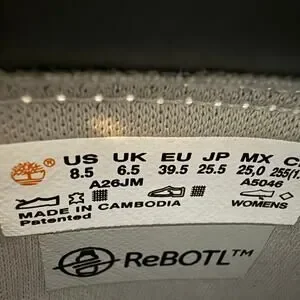 US UK EU JP MX
8.5 6.5 39.5 25.5 25,0
A26JM A5046
MADE IN CAMBODIA WOMENS
Patented
ReBOTL™